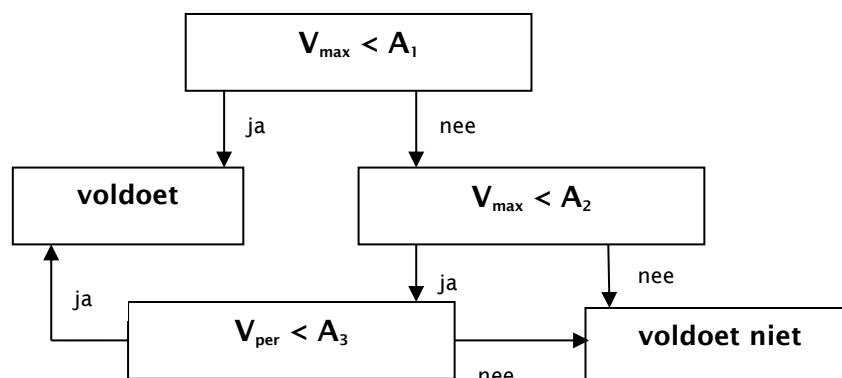 V_max < A_1
ja
nee
voldoet
V_max < A_2
ja
nee
ja
V_per < A_3
voldoet niet
nee